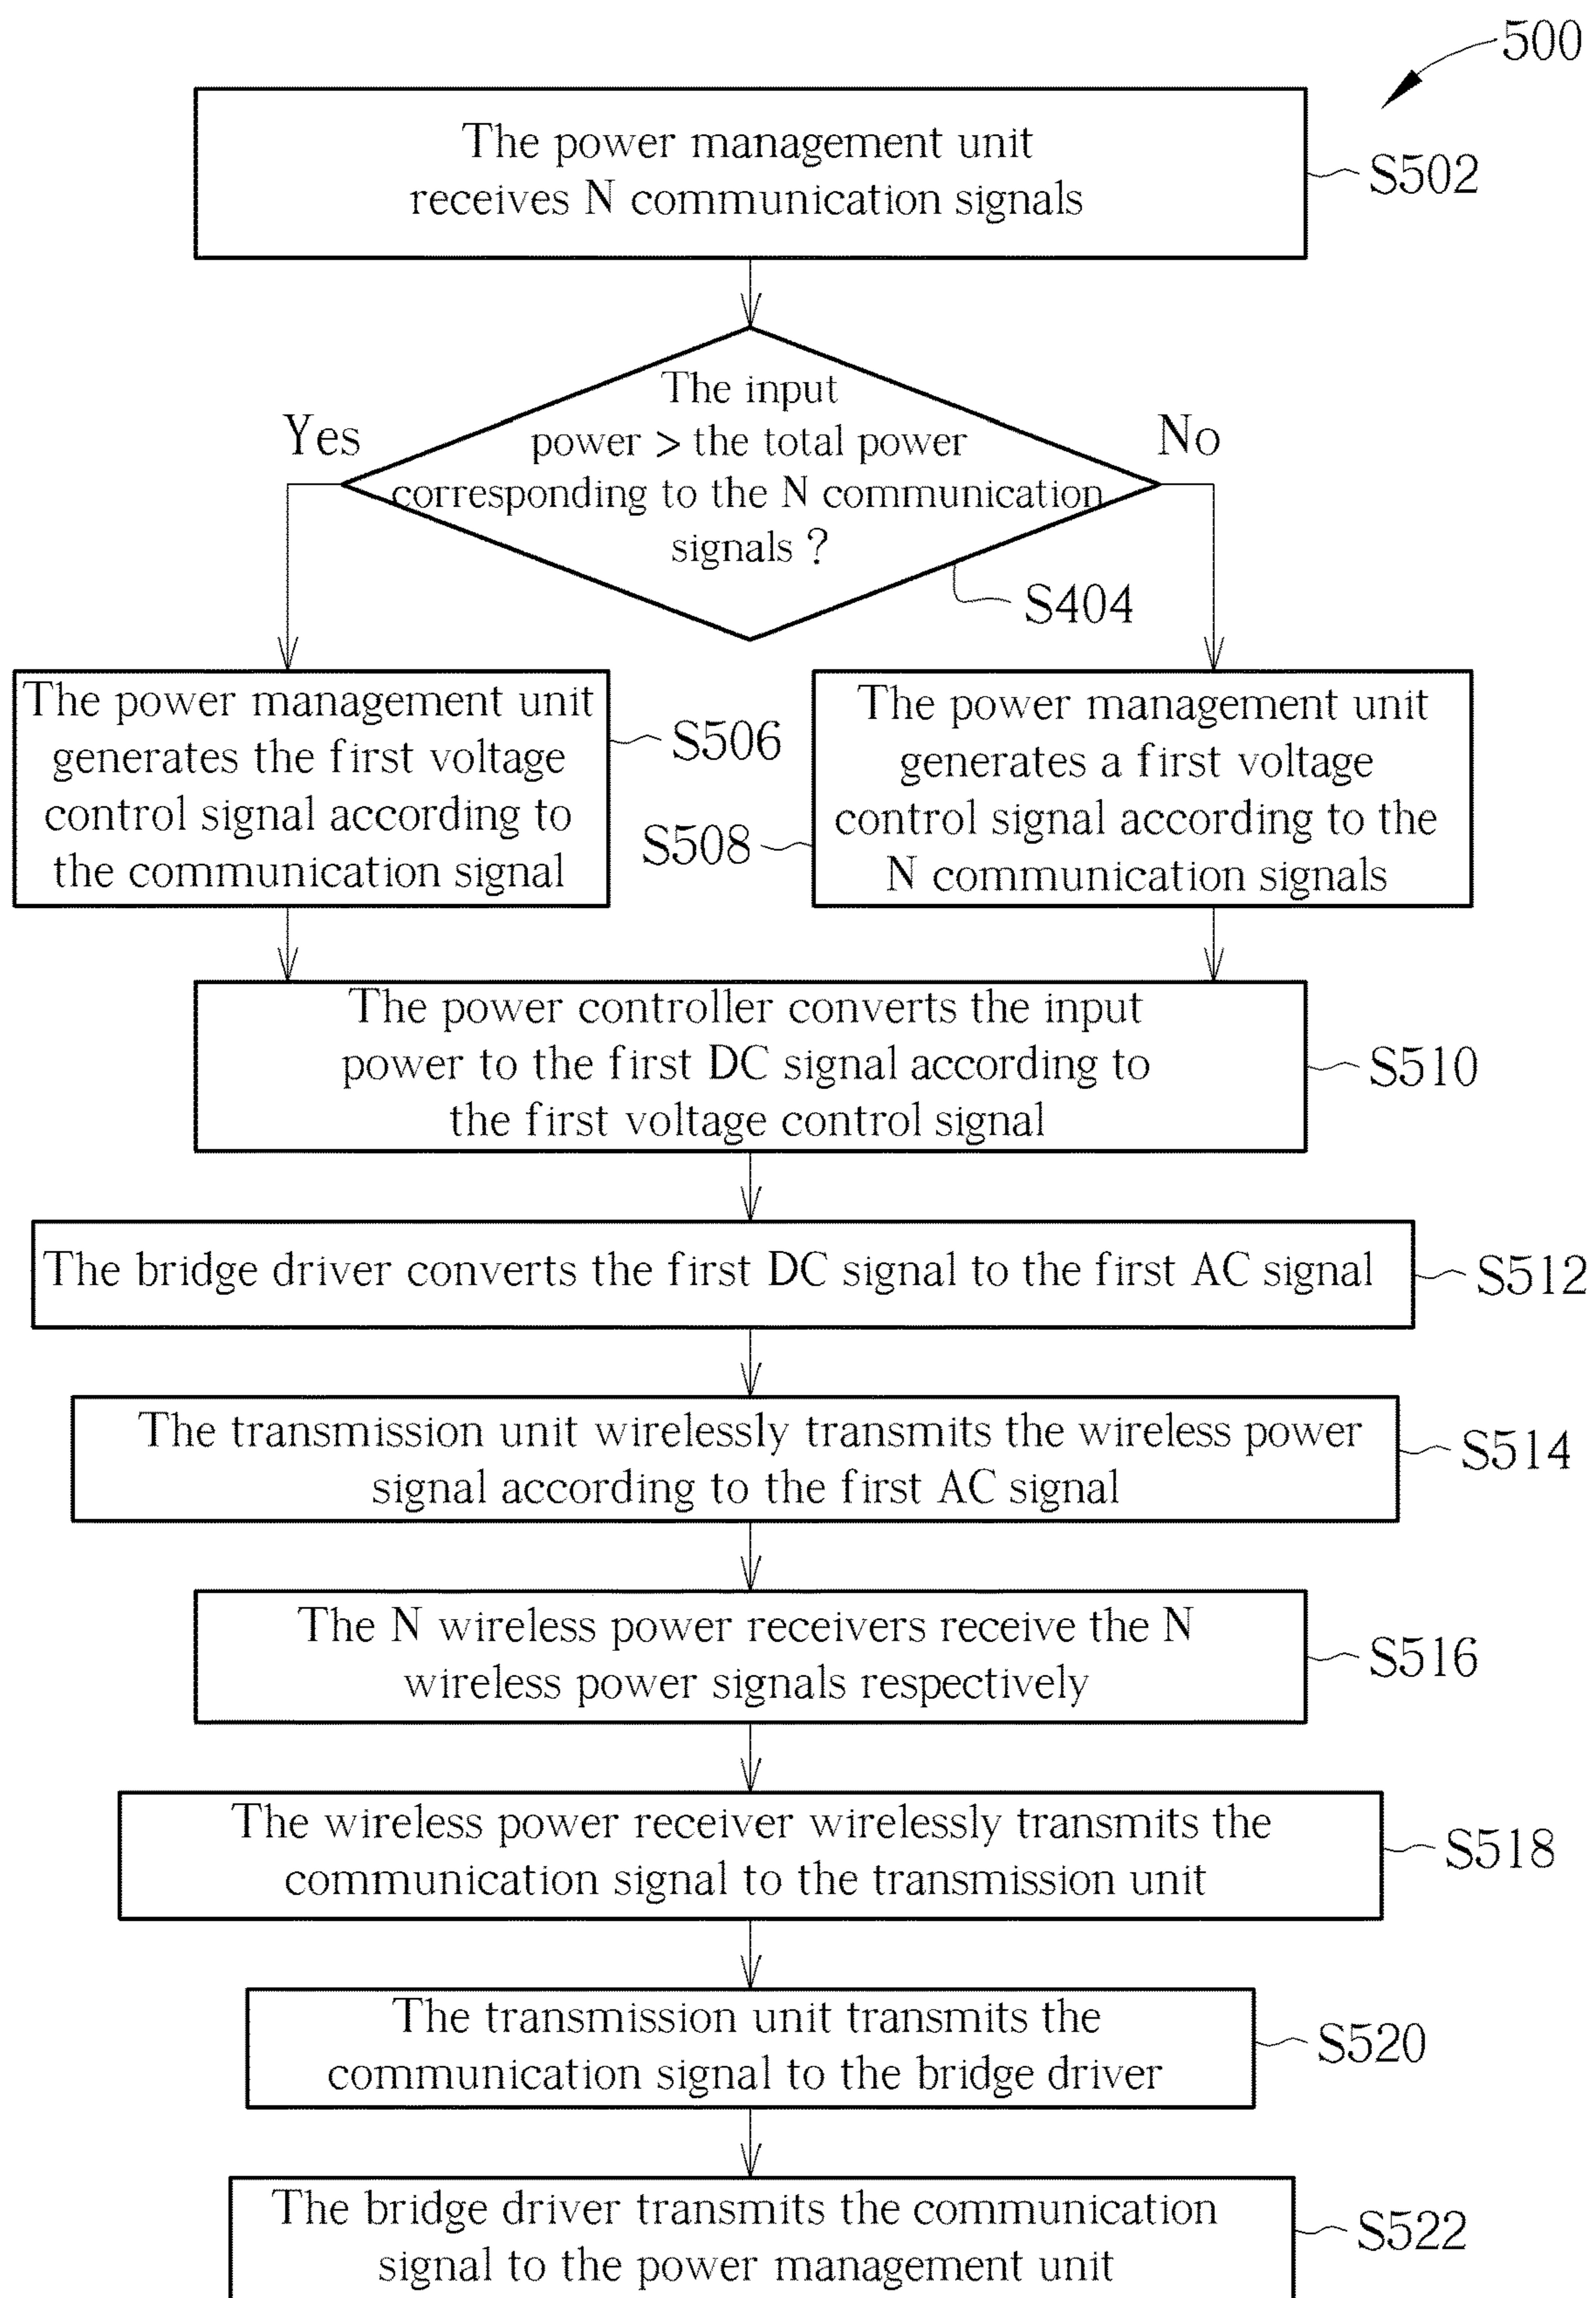 500
The power management unit
receives N communication signals
S502
The input
power > the total power
corresponding to the N communication
signals ?
Yes
No
S404
The power management unit
generates the first voltage
control signal according to
the communication signal
S506
The power management unit
generates a first voltage
control signal according to the
N communication signals
S508
The power controller converts the input
power to the first DC signal according to
the first voltage control signal
S510
The bridge driver converts the first DC signal to the first AC signal
S512
The transmission unit wirelessly transmits the wireless power
signal according to the first AC signal
S514
The N wireless power receivers receive the N
wireless power signals respectively
S516
The wireless power receiver wirelessly transmits the
communication signal to the transmission unit
S518
The transmission unit transmits the
communication signal to the bridge driver
S520
The bridge driver transmits the communication
signal to the power management unit
S522